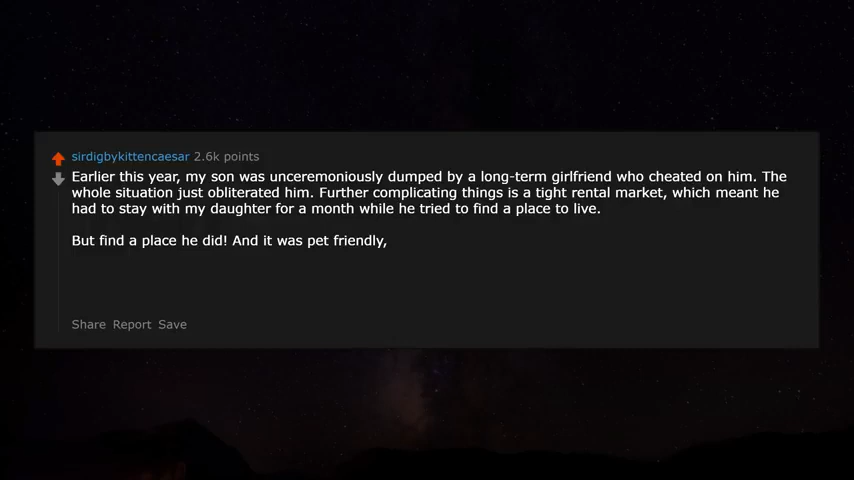 sirdigbykittencaesar 2.6k points
Earlier this year, my son was unceremoniously dumped by a long-term girlfriend who cheated on him. The
whole situation just obliterated him. Further complicating things is a tight rental market, which meant he
had to stay with my daughter for a month while he tried to find a place to live.
But find a place he did! And it was pet friendly,
Share Report Save